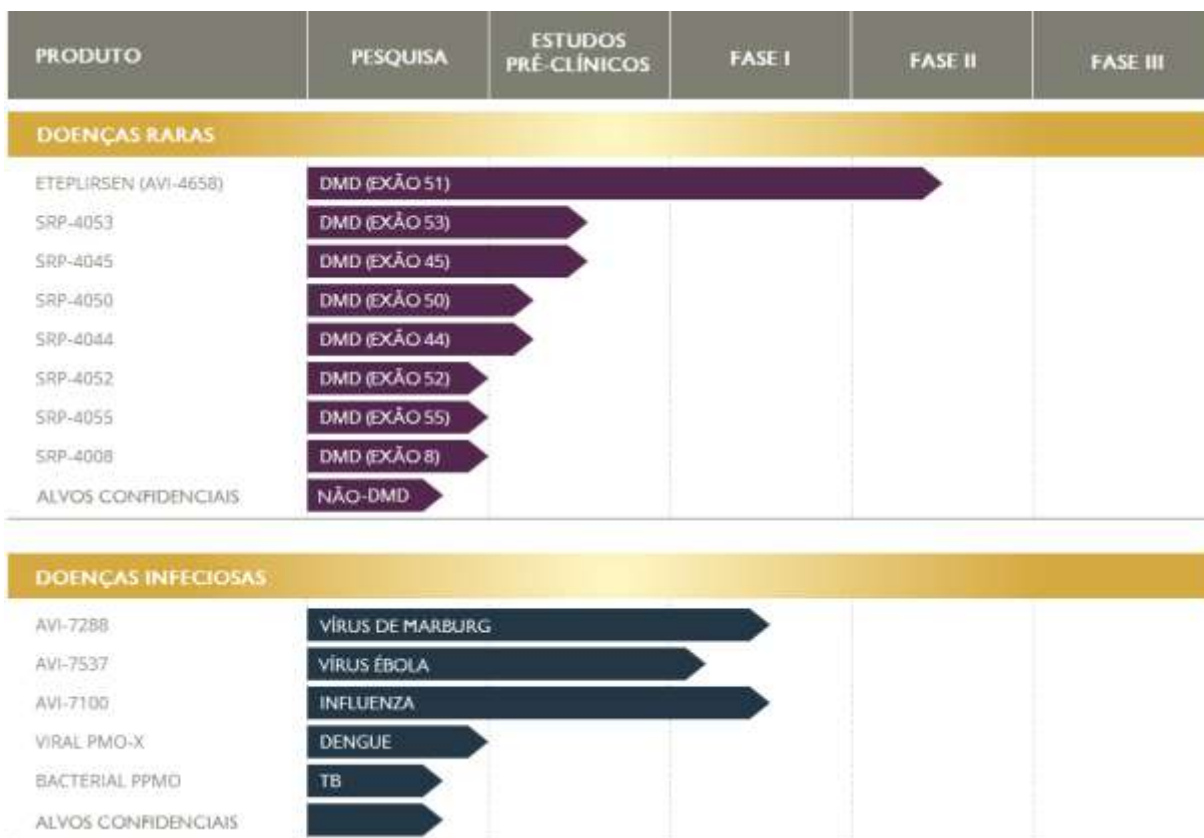 PRODUTO PESQUISA ESTUDOS PRÉ-CLÍNICOS FASE I FASE II FASE III
DOENÇAS RARAS
ETEPLIRSEN (AVI-4658) DMD (EXÃO 51)
SRP-4053 DMD (EXÃO 53)
SRP-4045 DMD (EXÃO 45)
SRP-4050 DMD (EXÃO 50)
SRP-4044 DMD (EXÃO 44)
SRP-4052 DMD (EXÃO 52)
SRP-4055 DMD (EXÃO 55)
SRP-4008 DMD (EXÃO 8)
ALVOS CONFIDENCIAIS NÃO-DMD
DOENÇAS INFECIOSAS
AVI-7288 VÍRUS DE MARBURG
AVI-7537 VÍRUS ÉBOLA
AVI-7100 INFLUENZA
VIRAL PMO-X DENGUE
BACTERIAL PPMO TB
ALVOS CONFIDENCIAIS